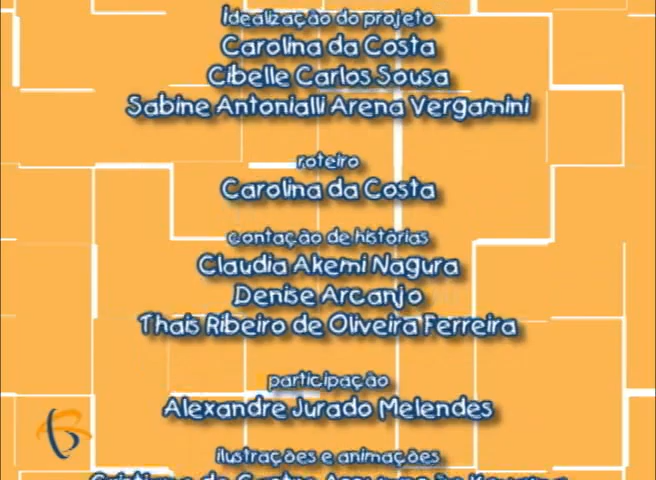 Idealização do projeto
Carolina da Costa
Cibelle Carlos Sousa
Sabine Antonialli Arena Vergamini
roteiro
Carolina da Costa
contação de histórias
Claudia Akemi Nagura
Denise Arcanjo
Thais Ribeiro de Oliveira Ferreira
participação
Alexandre Jurado Melendes
ilustrações e animações